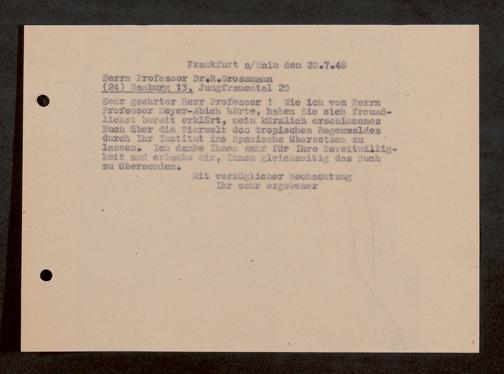 Frankfurt a/Main den 20.7.48
Herrn Professor Dr.R.Grossmann
(24) Hamburg 13, Jungfrauental 20
Sehr geehrter Herr Professor ! Wie ich von Herrn
Professor Meyer-Abich hörte, haben Sie sich freund-
lichst bereit erklärt, mein kürzlich erschienenes
Buch über die Tierwelt des tropischen Regenwaldes
durch Ihr Institut ins Spanische übersetzen zu
lassen. Ich danke Ihnen sehr für Ihre Bereitwillig-
keit und erlaube mir, Ihnen gleichzeitig das Buch
zu übersenden.
Mit vorzüglicher Hochachtung
Ihr sehr ergebener